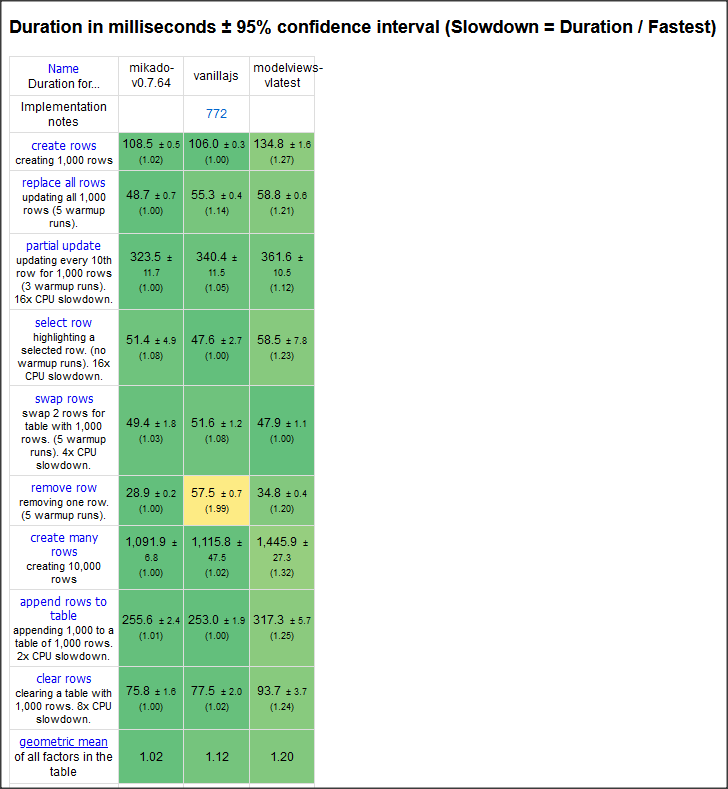 Duration in milliseconds ± 95% confidence interval (Slowdown = Duration / Fastest)
Name
Duration for...
mikado-
v0.7.64
vanillajs
modelviews-
vlatest
Implementation
notes
772
create rows
creating 1,000 rows
108.5 ± 0.5
(1.02)
106.0 ± 0.3
(1.00)
134.8 ± 1.6
(1.27)
replace all rows
updating all 1,000
rows (5 warmup
runs).
48.7 ± 0.7
(1.00)
55.3 ± 0.4
(1.14)
58.8 ± 0.6
(1.21)
partial update
updating every 10th
row for 1,000 rows
(3 warmup runs).
16x CPU slowdown.
323.5 ±
11.7
(1.00)
340.4 ±
11.5
(1.05)
361.6 ±
10.5
(1.12)
select row
highlighting a
selected row. (no
warmup runs). 16x
CPU slowdown.
51.4 ± 4.9
(1.08)
47.6 ± 2.7
(1.00)
58.5 ± 7.8
(1.23)
swap rows
swap 2 rows for
table with 1,000
rows. (5 warmup
runs). 4x CPU
slowdown.
49.4 ± 1.8
(1.03)
51.6 ± 1.2
(1.08)
47.9 ± 1.1
(1.00)
remove row
removing one row.
(5 warmup runs).
28.9 ± 0.2
(1.00)
57.5 ± 0.7
(1.99)
34.8 ± 0.4
(1.20)
create many
rows
creating 10,000
rows
1,091.9 ±
6.8
(1.00)
1,115.8 ±
47.5
(1.02)
1,445.9 ±
27.3
(1.32)
append rows to
table
appending 1,000 to a
table of 1,000 rows.
2x CPU slowdown.
255.6 ± 2.4
(1.01)
253.0 ± 1.9
(1.00)
317.3 ± 5.7
(1.25)
clear rows
clearing a table with
1,000 rows. 8x CPU
slowdown.
75.8 ± 1.6
(1.00)
77.5 ± 2.0
(1.02)
93.7 ± 3.7
(1.24)
geometric mean
of all factors in the
table
1.02
1.12
1.20